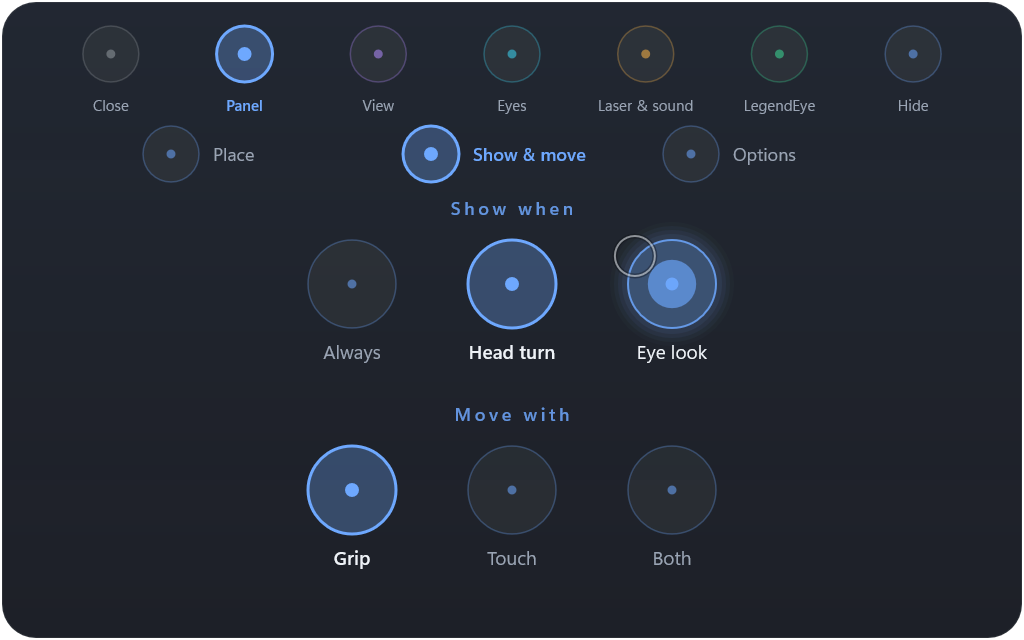 Close Panel View Eyes Laser & sound LegendEye Hide
Place Show & move Options
Show when
Always Head turn Eye look
Move with
Grip Touch Both